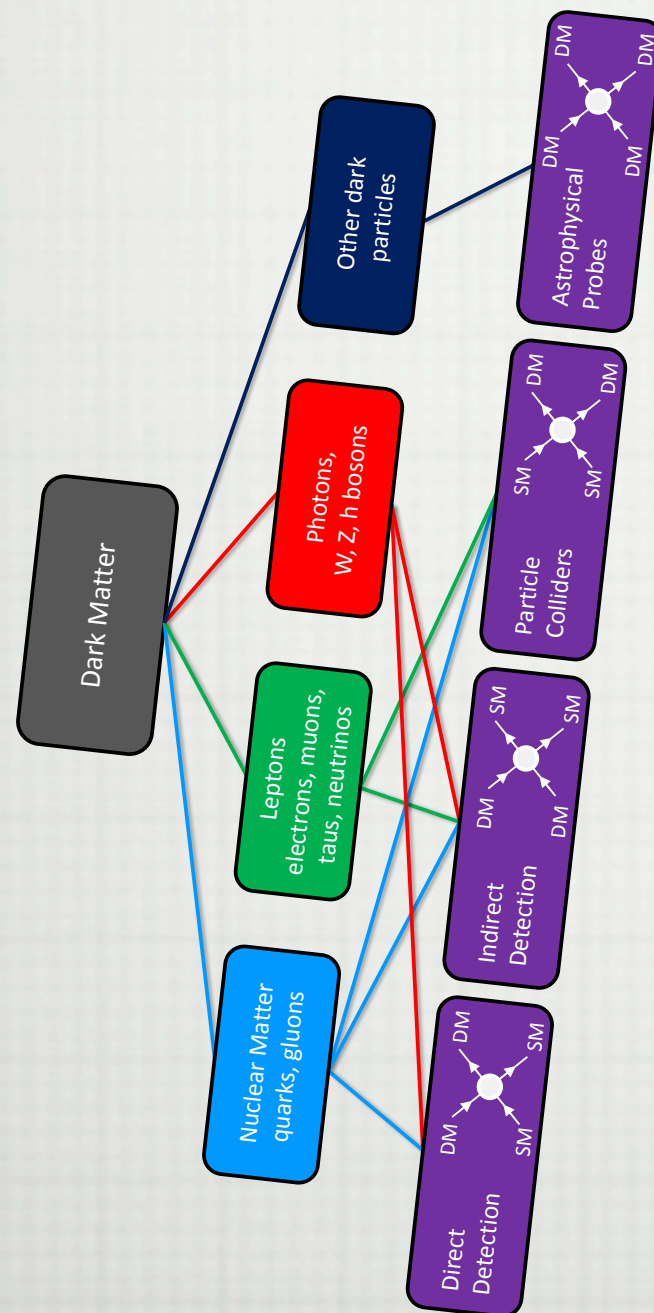 Dark Matter
Nuclear Matter
quarks, gluons
Leptons
electrons, muons,
taus, neutrinos
Photons,
W, Z, h bosons
Other dark
particles
Direct
Detection
DM
DM
SM
SM
Indirect
Detection
DM
SM
DM
SM
Particle
Colliders
SM
DM
SM
DM
Astrophysical
Probes
DM
DM
DM
DM